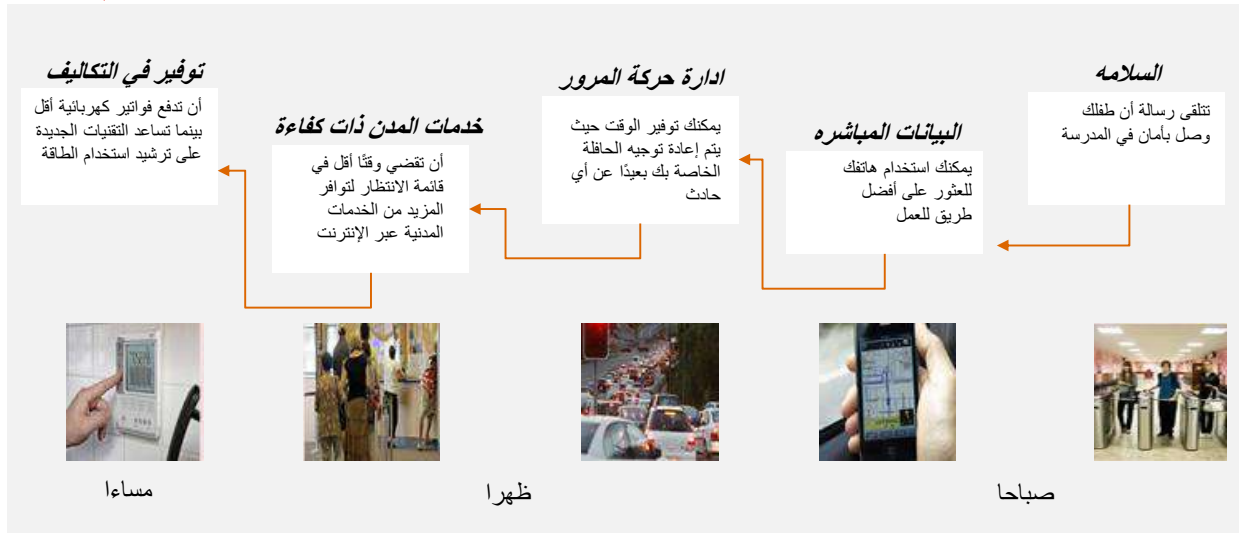 السلامه
تتلقى رسالة أن طفلك
وصل بأمان في المدرسة
البيانات المباشره
يمكنك استخدام هاتفك
للعثور على أفضل
طريق للعمل
ادارة حركة المرور
يمكنك توفير الوقت حيث
يتم إعادة توجيه الحافلة
الخاصة بك بعيدًا عن أي
حادث
خدمات المدن ذات كفاءة
أن تقضي وقتًا أقل في
قائمة الانتظار لتوافر
المزيد من الخدمات
المدنية عبر الإنترنت
توفير في التكاليف
أن تدفع فواتير كهربائية أقل
بينما تساعد التقنيات الجديدة
على ترشيد استخدام الطاقة
صباحا
ظهرا
مساءا